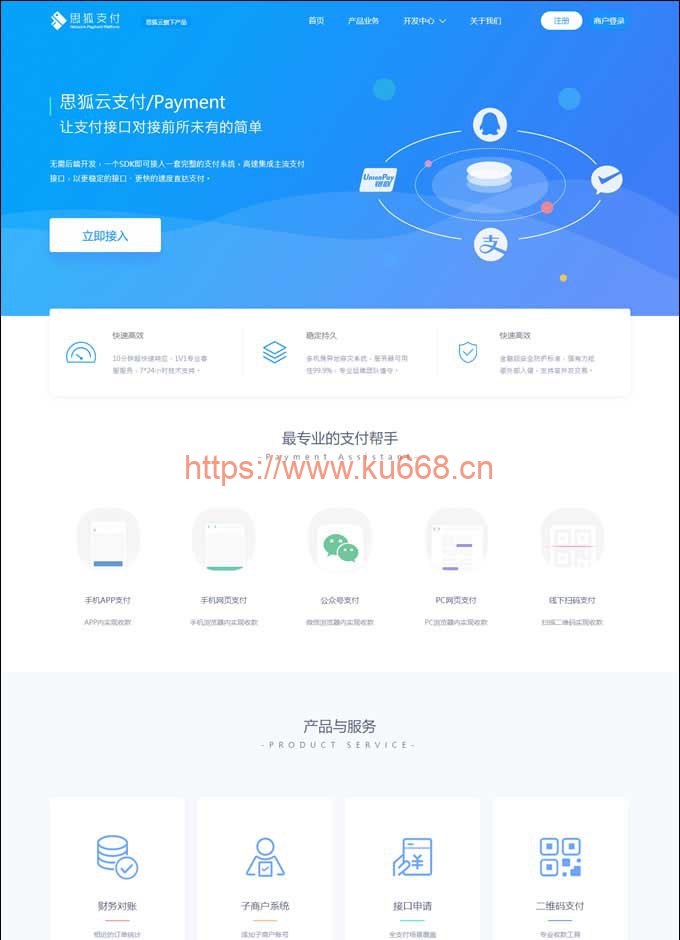 思狐支付
Network Payment Platform
思狐云旗下产品
首页
产品业务
开发中心
关于我们
注册
商户登录
思狐云支付/Payment
让支付接口对接前所未有的简单
无需后端开发，一个SDK即可接入一套完整的支付系统，高速集成主流支付
接口，以更稳定的接口、更快的速度直达支付。
立即接入
UnionPay
银联
支
快速高效
10分钟超快速响应，1V1专业客
服服务，7*24小时技术支持。
稳定持久
多机房异地容灾系统，服务器可用
性99.9%，专业运维团队值守。
快速高效
金融级安全防护标准，强有力抵
御外部入侵，支持高并发交易。
最专业的支付帮手
-Payment Assistant-
https://www.ku668.cn
手机APP支付
手机网页支付
公众号支付
PC网页支付
线下扫码支付
APP内实现收款
手机浏览器内实现收款
微信浏览器内实现收款
PC浏览器内实现收款
扫描二维码实现收款
产品与服务
-PRODUCT SERVICE-
财务对账
子商户系统
接口申请
二维码支付
相近的订单统计
添加子商户账号
全支付场景覆盖
专业收款工具